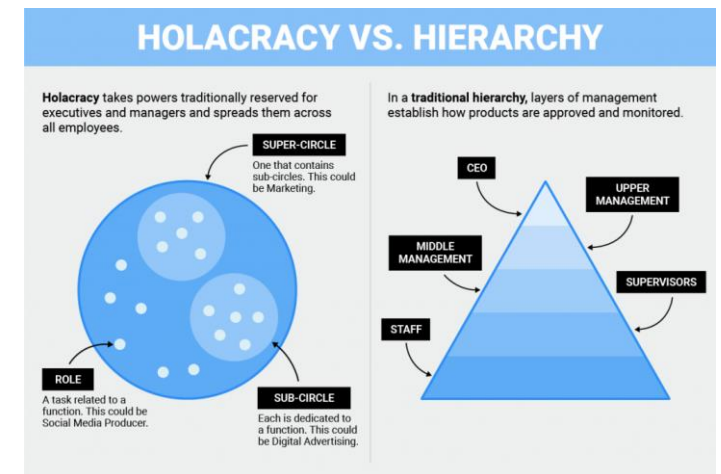 HOLACRACY VS. HIERARCHY
Holacracy takes powers traditionally reserved for
executives and managers and spreads them across
all employees.
SUPER-CIRCLE
One that contains
sub-circles. This could
be Marketing.
ROLE
A task related to a
function. This could be
Social Media Producer.
SUB-CIRCLE
Each is dedicated to
a function. This could
be Digital Advertising.
In a traditional hierarchy, layers of management
establish how products are approved and monitored.
CEO
UPPER
MANAGEMENT
MIDDLE
MANAGEMENT
SUPERVISORS
STAFF